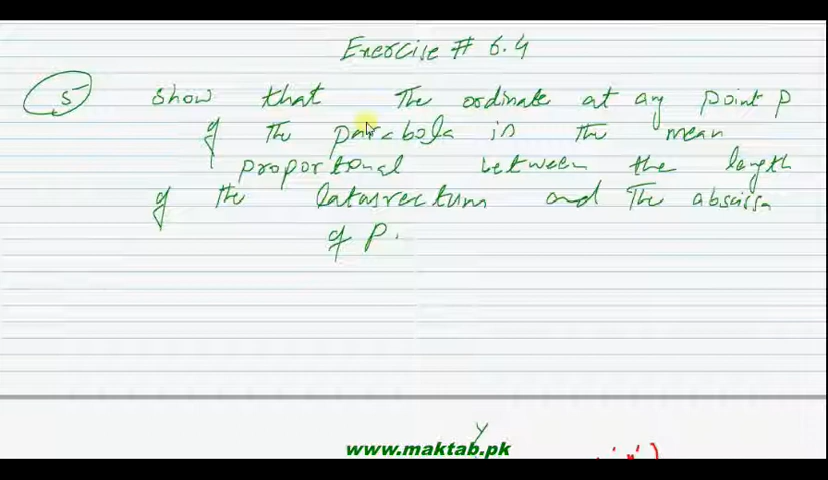 Exercise # 6.4
5 show that The ordinate at any point P
of the parabola is the mean
proportional between the length
of the latusrectum and The abscissa
of P.
y
www.maktab.pk